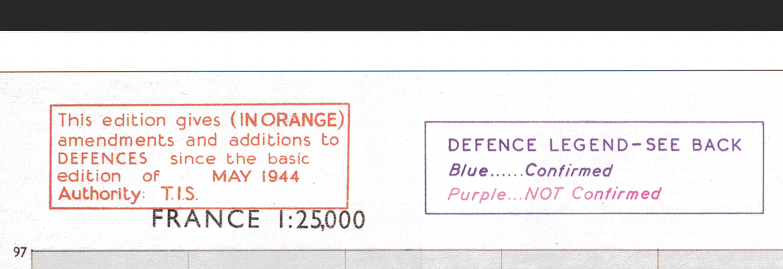 This edition gives (IN ORANGE)
amendments and additions to
DEFENCES since the basic
edition of MAY 1944
Authority: T.I.S.
FRANCE 1:25,000
DEFENCE LEGEND-SEE BACK
Blue......Confirmed
Purple...NOT Confirmed
97